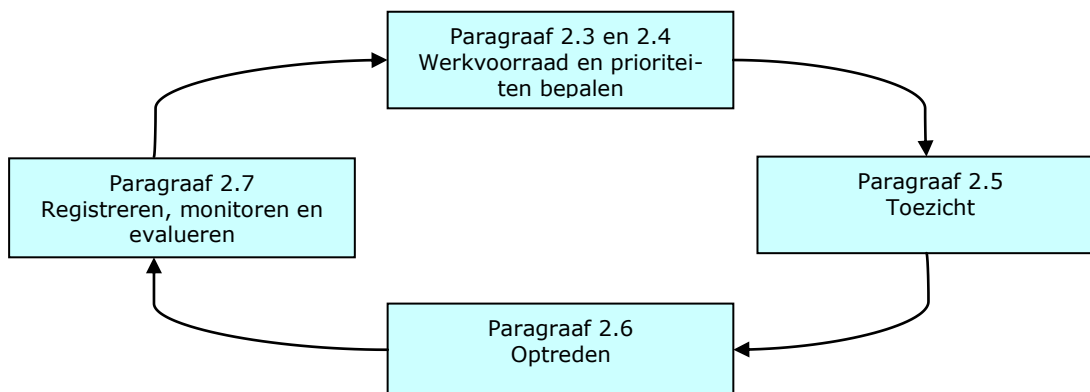 Paragraaf 2.3 en 2.4
Werkvoorraad en prioritei-
ten bepalen
Paragraaf 2.5
Toezicht
Paragraaf 2.6
Optreden
Paragraaf 2.7
Registreren, monitoren en
evalueren